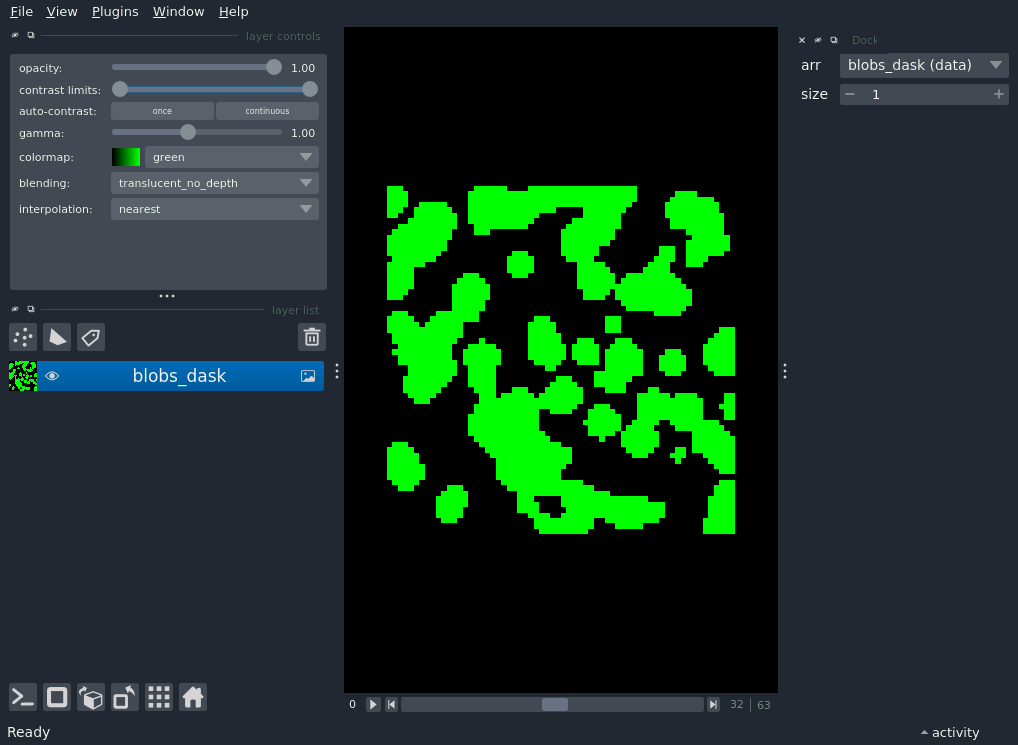 File View Plugins Window Help
layer controls
opacity: 1.00
contrast limits:
auto-contrast: once continuous
gamma: 1.00
colormap: green
blending: translucent_no_depth
interpolation: nearest
layer list
blobs_dask
0 32 63
Ready
activity
Dock
arr blobs_dask (data)
size 1